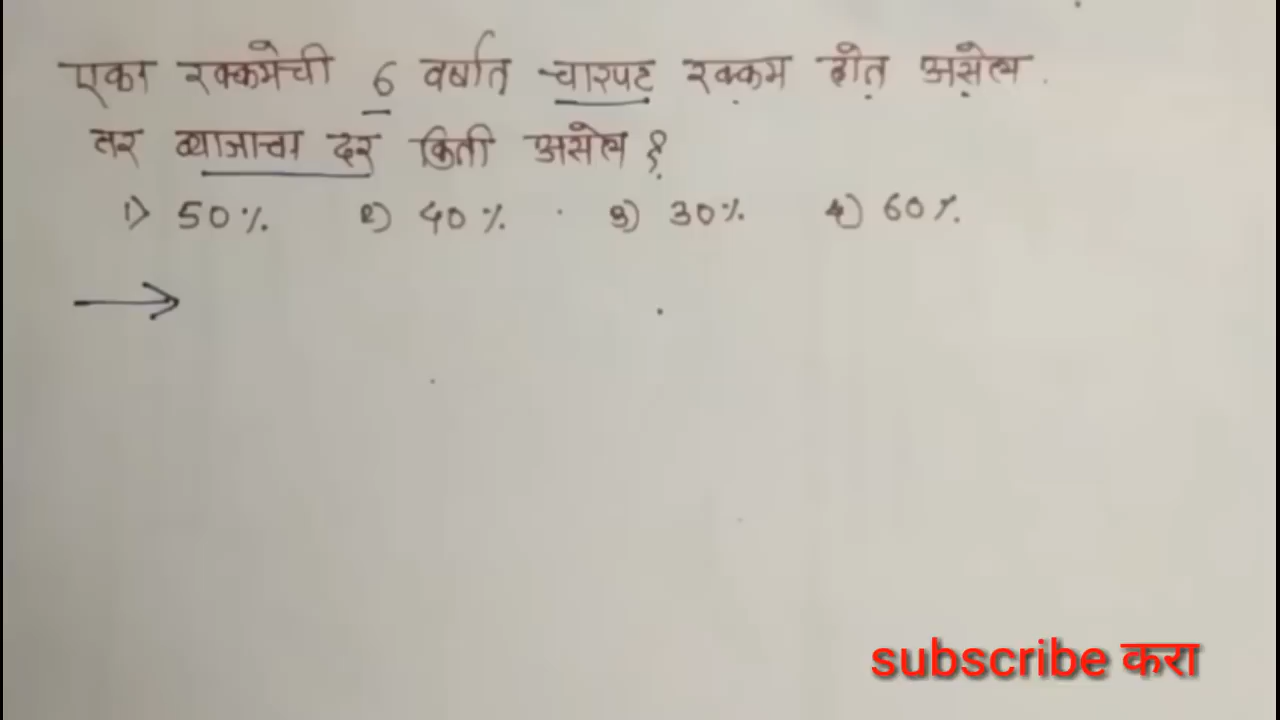 एका रक्कमेची 6 वर्षात चारपट रक्कम होत असेल
तर व्याजाचा दर किती असेल ?
1) 50% 2) 40% 3) 30% 4) 60%
subscribe करा